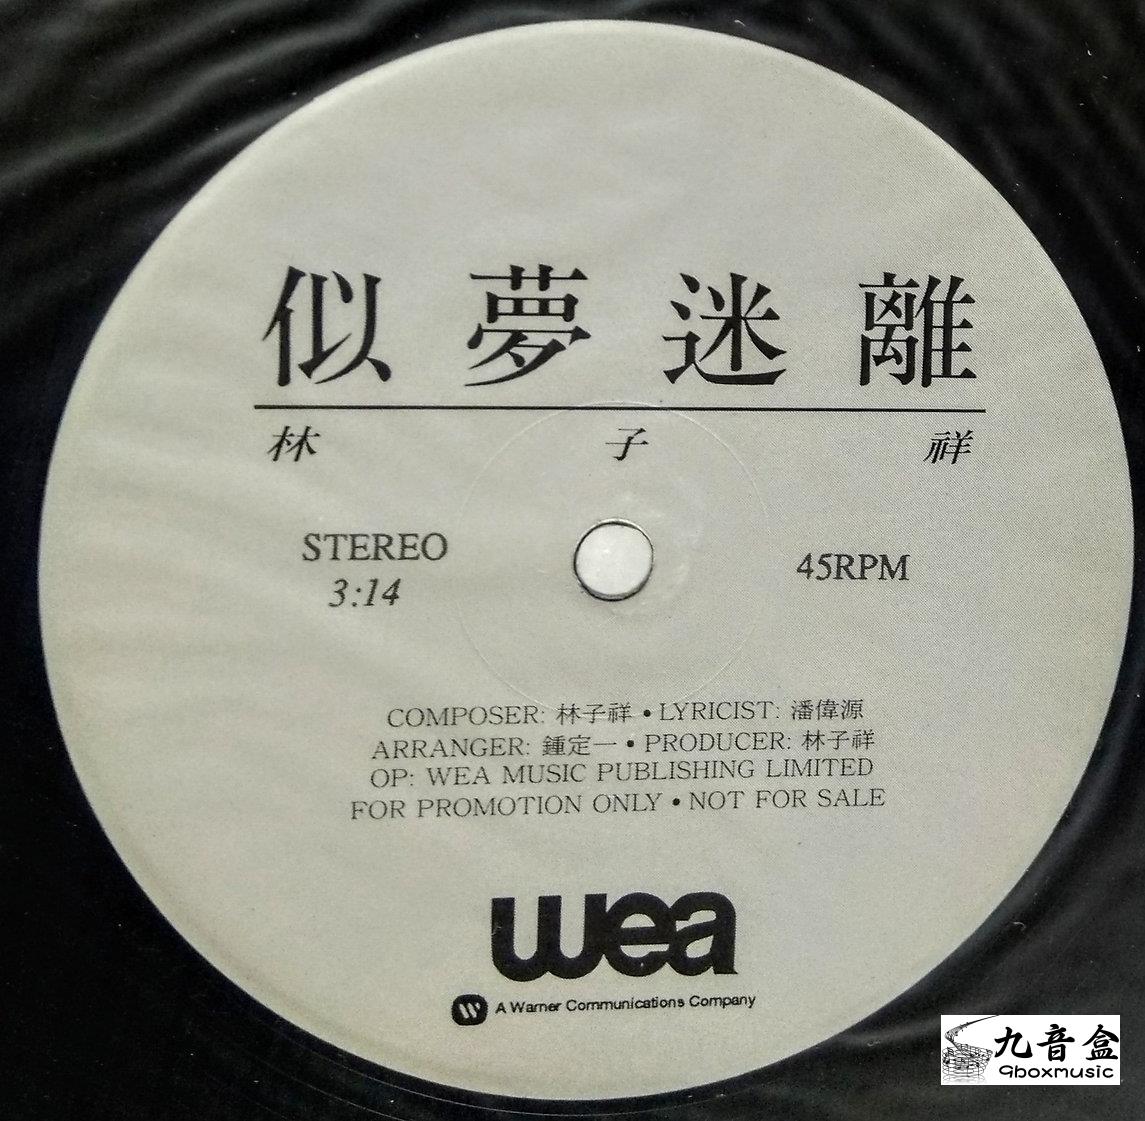 似夢迷離
林子祥
STEREO
3:14
45RPM
COMPOSER: 林子祥 • LYRICIST: 潘偉源
ARRANGER: 鍾定一 • PRODUCER: 林子祥
OP: WEA MUSIC PUBLISHING LIMITED
FOR PROMOTION ONLY • NOT FOR SALE
wea
A Warner Communications Company
九音盒
9boxmusic